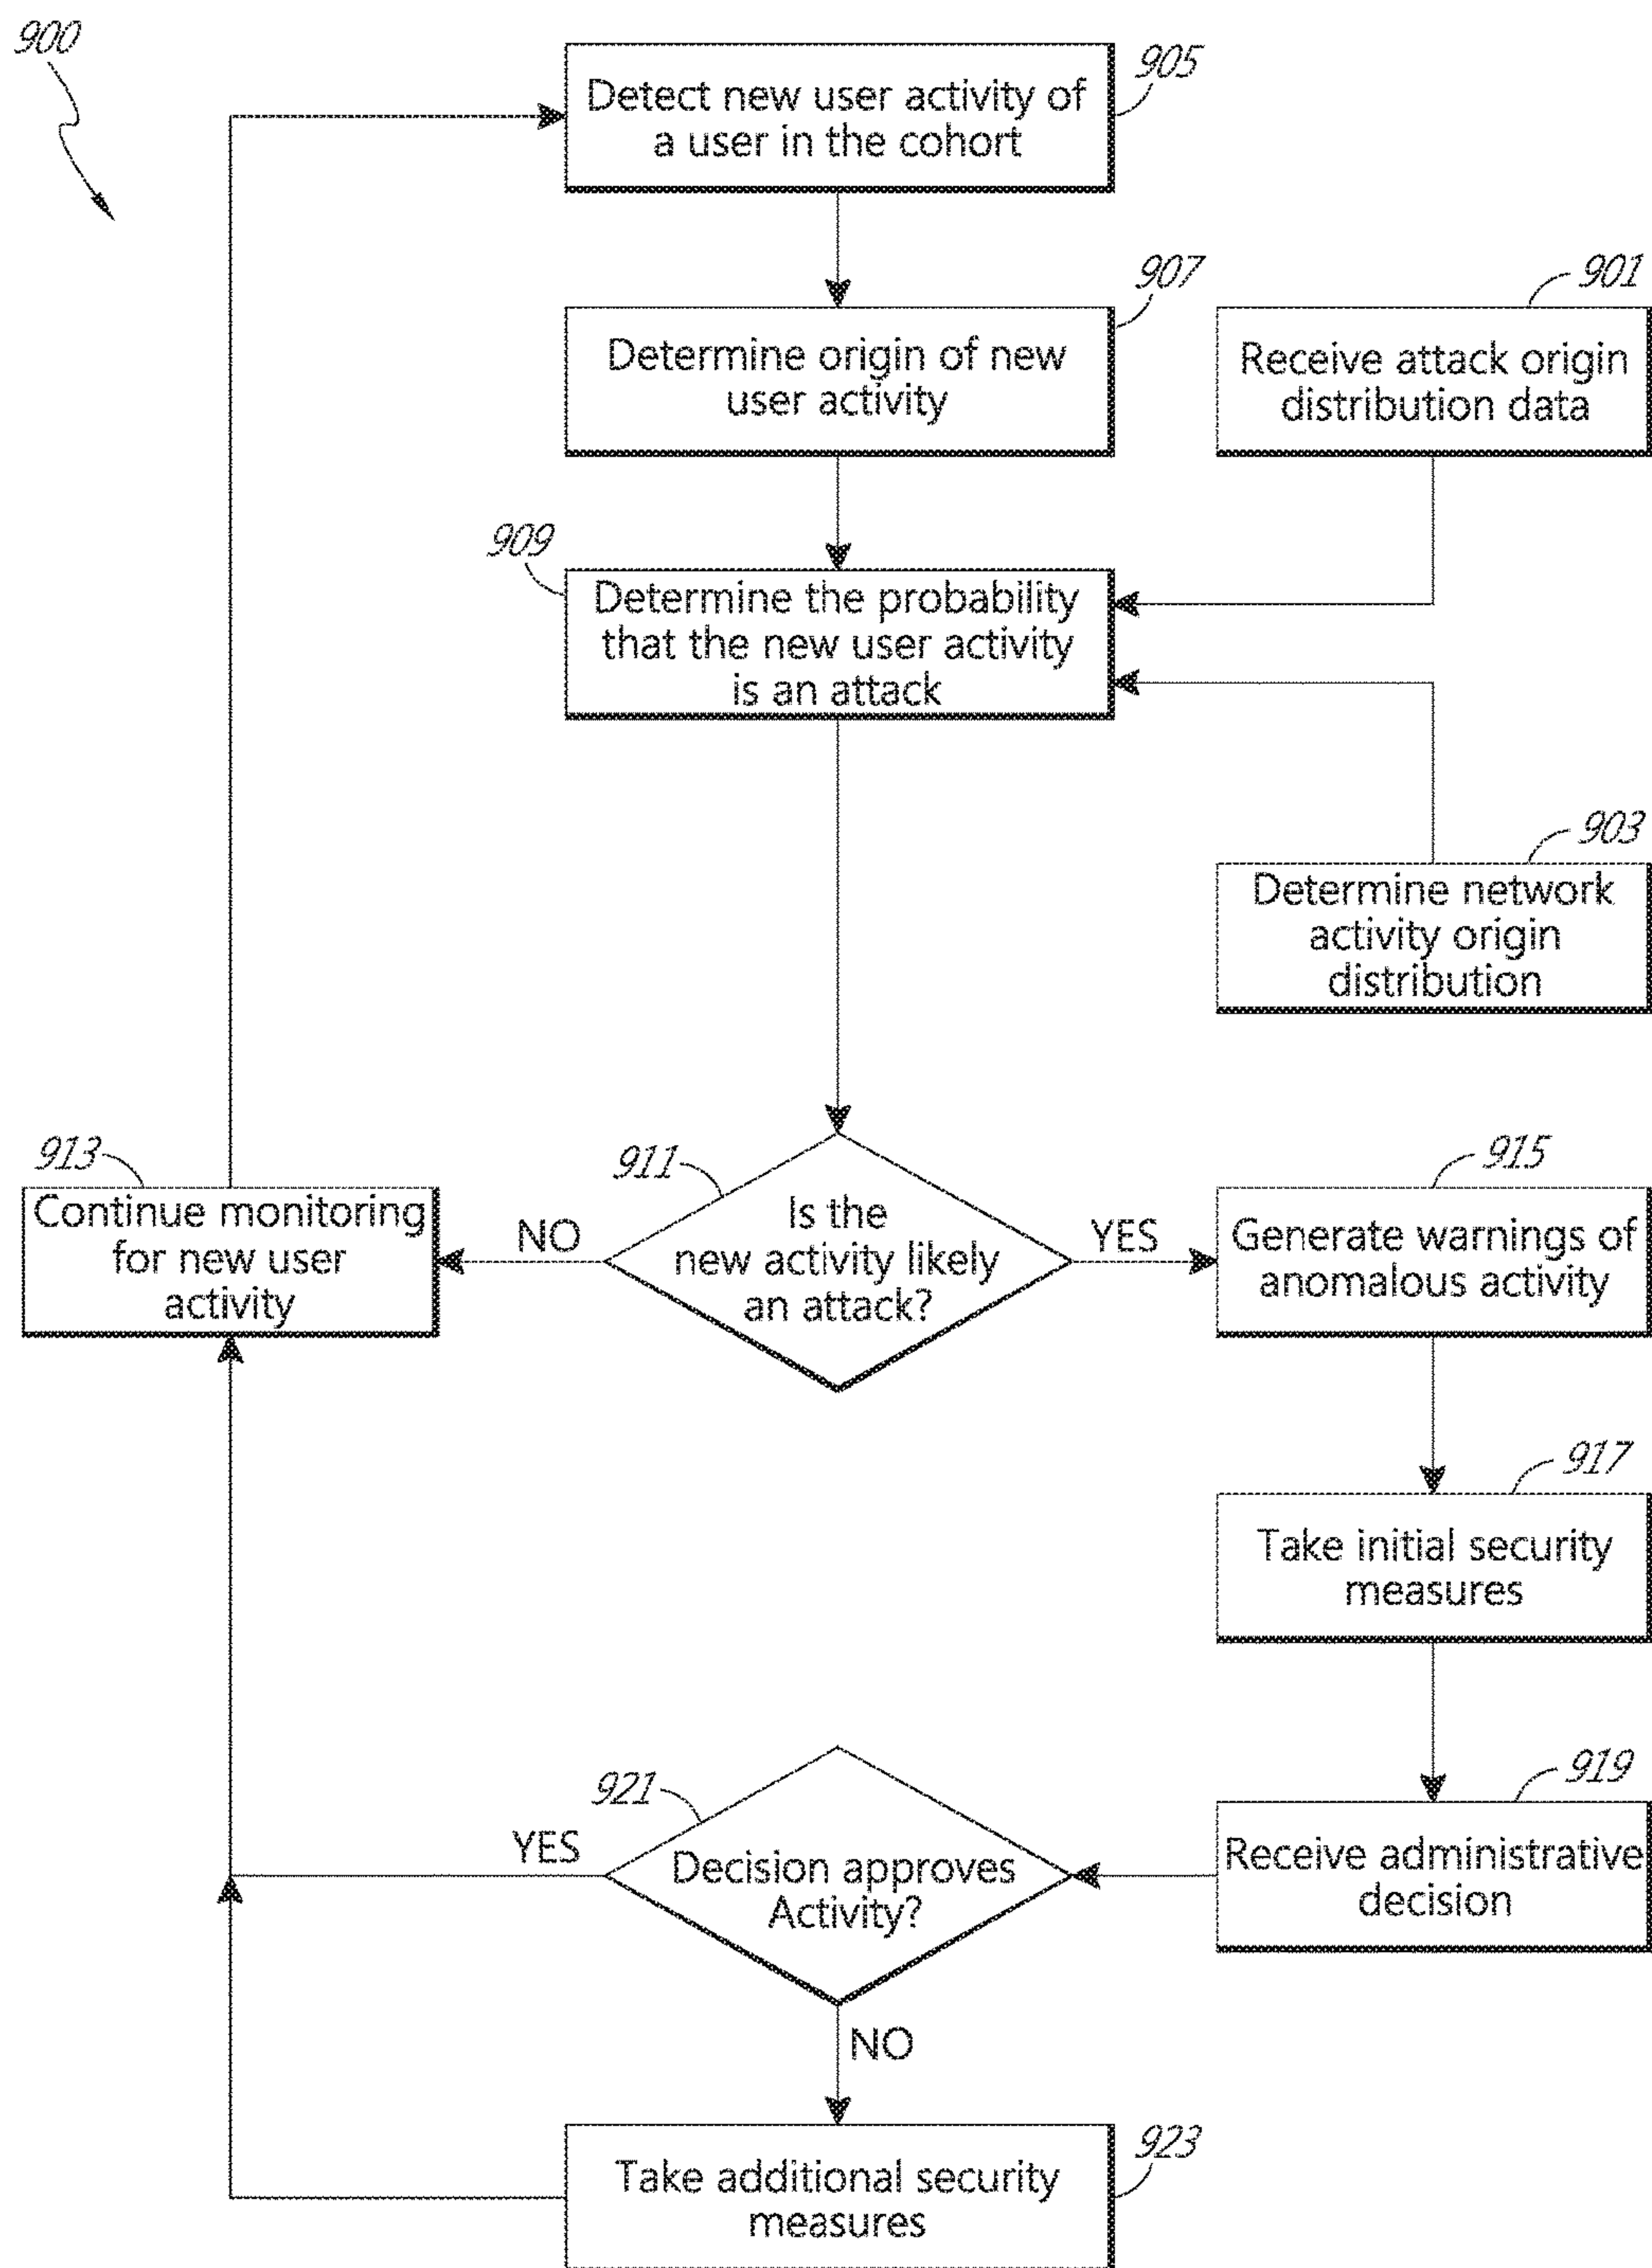 900
905
Detect new user activity of
a user in the cohort
907
Determine origin of new
user activity
901
Receive attack origin
distribution data
909
Determine the probability
that the new user activity
is an attack
903
Determine network
activity origin
distribution
913
Continue monitoring
for new user
activity
NO
911
Is the
new activity likely
an attack?
YES
915
Generate warnings of
anomalous activity
917
Take initial security
measures
919
Receive administrative
decision
921
YES
Decision approves
Activity?
NO
923
Take additional security
measures